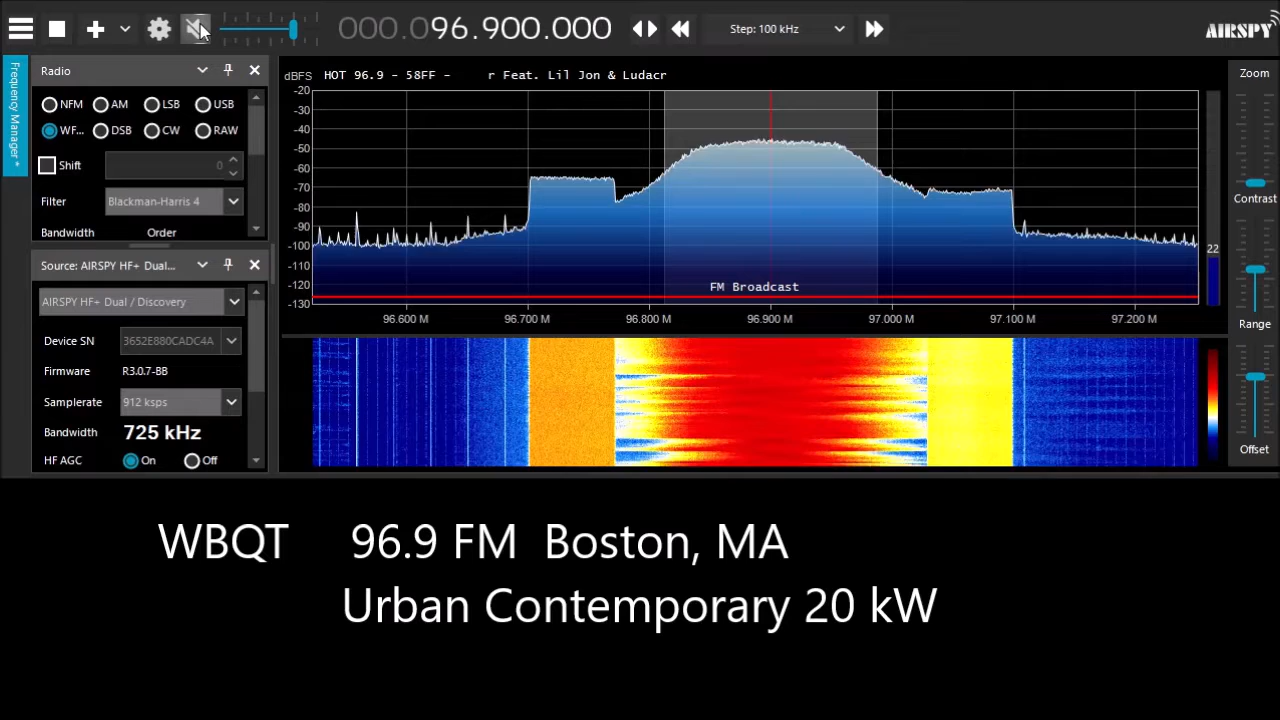 000.096.900.000
Step: 100 kHz
AIRSPY
Frequency Manager *
Radio
NFM AM LSB USB
WF... DSB CW RAW
Shift 0
Filter Blackman-Harris 4
Bandwidth Order
Source: AIRSPY HF+ Dual...
AIRSPY HF+ Dual / Discovery
Device SN 3652E880CADC4A
Firmware R3.0.7-BB
Samplerate 912 ksps
Bandwidth 725 kHz
HF AGC On Off
dBFS HOT 96.9 - 58FF - r Feat. Lil Jon & Ludacr
-20
-30
-40
-50
-60
-70
-80
-90
-100
-110
-120
-130
FM Broadcast
96.600 M 96.700 M 96.800 M 96.900 M 97.000 M 97.100 M 97.200 M
22
Zoom
Contrast
Range
Offset
WBQT 96.9 FM Boston, MA
Urban Contemporary 20 kW